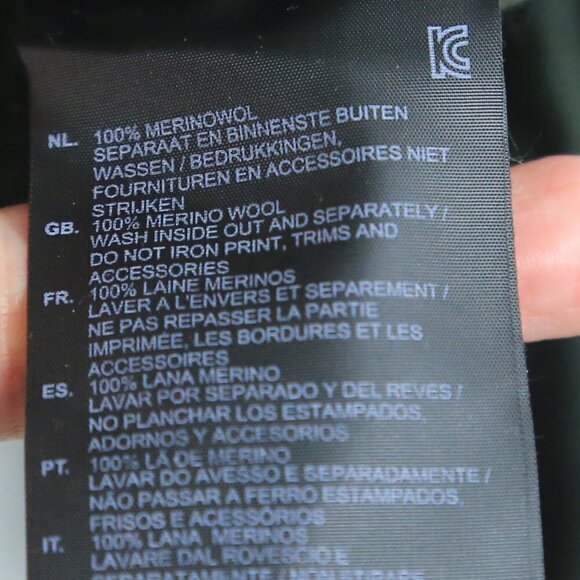 NL. 100% MERINOWOL
SEPARAAT EN BINNENSTE BUITEN
WASSEN / BEDRUKKINGEN,
FOURNITUREN EN ACCESSOIRES NIET
STRIJKEN
GB. 100% MERINO WOOL
WASH INSIDE OUT AND SEPARATELY /
DO NOT IRON PRINT, TRIMS AND
ACCESSORIES
FR. 100% LAINE MERINOS
LAVER A L'ENVERS ET SEPAREMENT /
NE PAS REPASSER LA PARTIE
IMPRIMÉE, LES BORDURES ET LES
ACCESSOIRES
ES. 100% LANA MERINO
LAVAR POR SEPARADO Y DEL REVES /
NO PLANCHAR LOS ESTAMPADOS,
ADORNOS Y ACCESORIOS
PT. 100% LÃ DE MERINO
LAVAR DO AVESSO E SEPARADAMENTE /
NÃO PASSAR A FERRO ESTAMPADOS,
FRISOS E ACESSÓRIOS
IT. 100% LANA MERINOS
LAVARE DAL ROVESCIO E
SEPARATAMENTE /